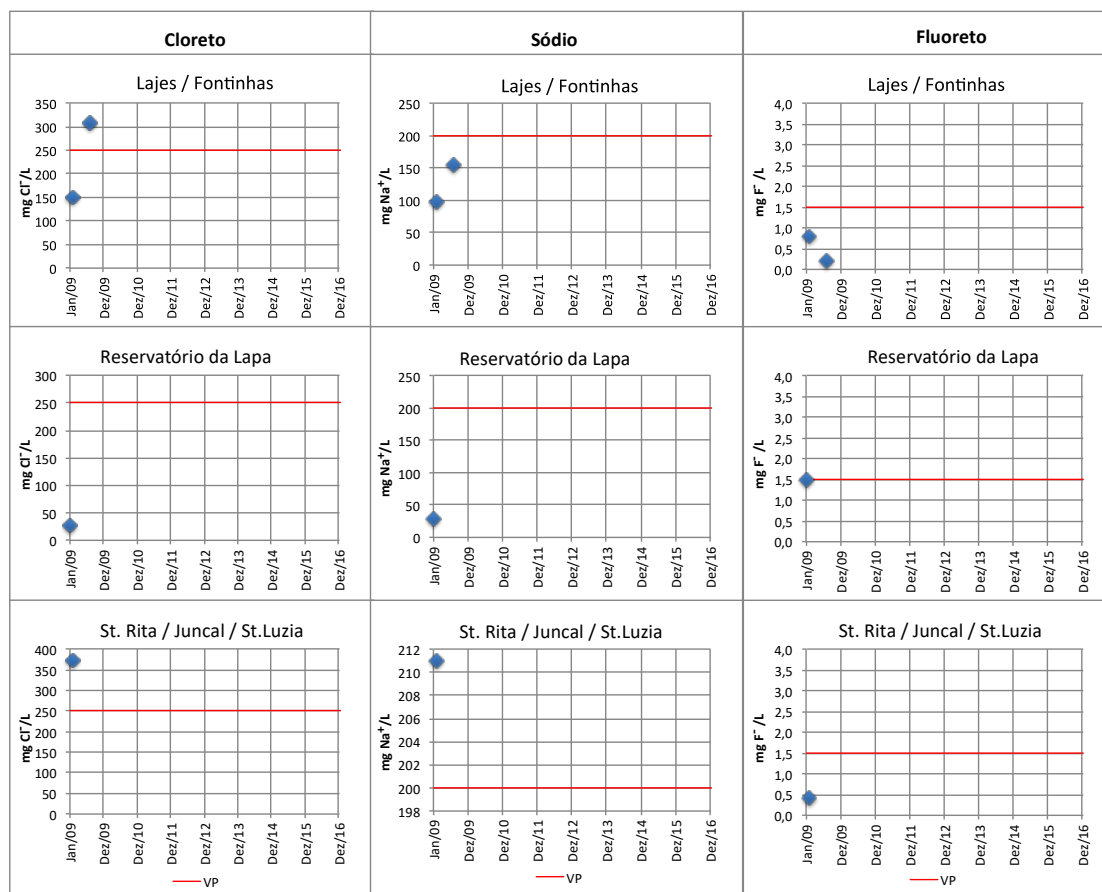 Cloreto
Sódio
Fluoreto
Lajes / Fontinhas
350
300
250
200
150
100
50
0
mg Cl⁻/L
Jan/09
Dez/09
Dez/10
Dez/11
Dez/12
Dez/13
Dez/14
Dez/15
Dez/16
Lajes / Fontinhas
250
200
150
100
50
0
mg Na⁺/L
Jan/09
Dez/09
Dez/10
Dez/11
Dez/12
Dez/13
Dez/14
Dez/15
Dez/16
Lajes / Fontinhas
4,0
3,5
3,0
2,5
2,0
1,5
1,0
0,5
0,0
mg F⁻ /L
Jan/09
Dez/09
Dez/10
Dez/11
Dez/12
Dez/13
Dez/14
Dez/15
Dez/16
Reservatório da Lapa
300
250
200
150
100
50
0
mg Cl⁻/L
Jan/09
Dez/09
Dez/10
Dez/11
Dez/12
Dez/13
Dez/14
Dez/15
Dez/16
Reservatório da Lapa
250
200
150
100
50
0
mg Na⁺/L
Jan/09
Dez/09
Dez/10
Dez/11
Dez/12
Dez/13
Dez/14
Dez/15
Dez/16
Reservatório da Lapa
4,0
3,5
3,0
2,5
2,0
1,5
1,0
0,5
0,0
mg F⁻ /L
Jan/09
Dez/09
Dez/10
Dez/11
Dez/12
Dez/13
Dez/14
Dez/15
Dez/16
St. Rita / Juncal / St.Luzia
400
350
300
250
200
150
100
50
0
mg Cl⁻/L
Jan/09
Dez/09
Dez/10
Dez/11
Dez/12
Dez/13
Dez/14
Dez/15
Dez/16
VP
St. Rita / Juncal / St.Luzia
212
210
208
206
204
202
200
198
mg Na⁺/L
Jan/09
Dez/09
Dez/10
Dez/11
Dez/12
Dez/13
Dez/14
Dez/15
Dez/16
VP
St. Rita / Juncal / St.Luzia
4,0
3,5
3,0
2,5
2,0
1,5
1,0
0,5
0,0
mg F⁻ /L
Jan/09
Dez/09
Dez/10
Dez/11
Dez/12
Dez/13
Dez/14
Dez/15
Dez/16
VP